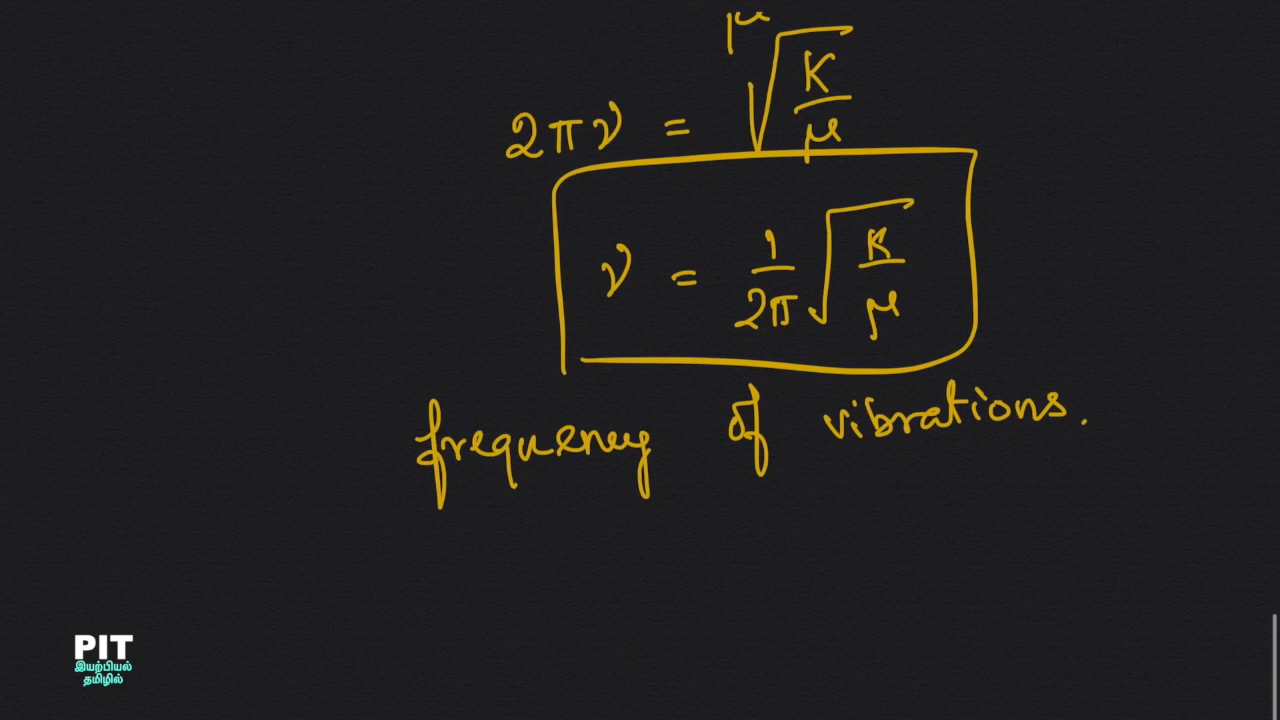 μ
2πν = √(K/μ)
ν = 1/2π √(K/μ)
frequency of vibrations.
PIT
இயற்பியல்
தமிழில்